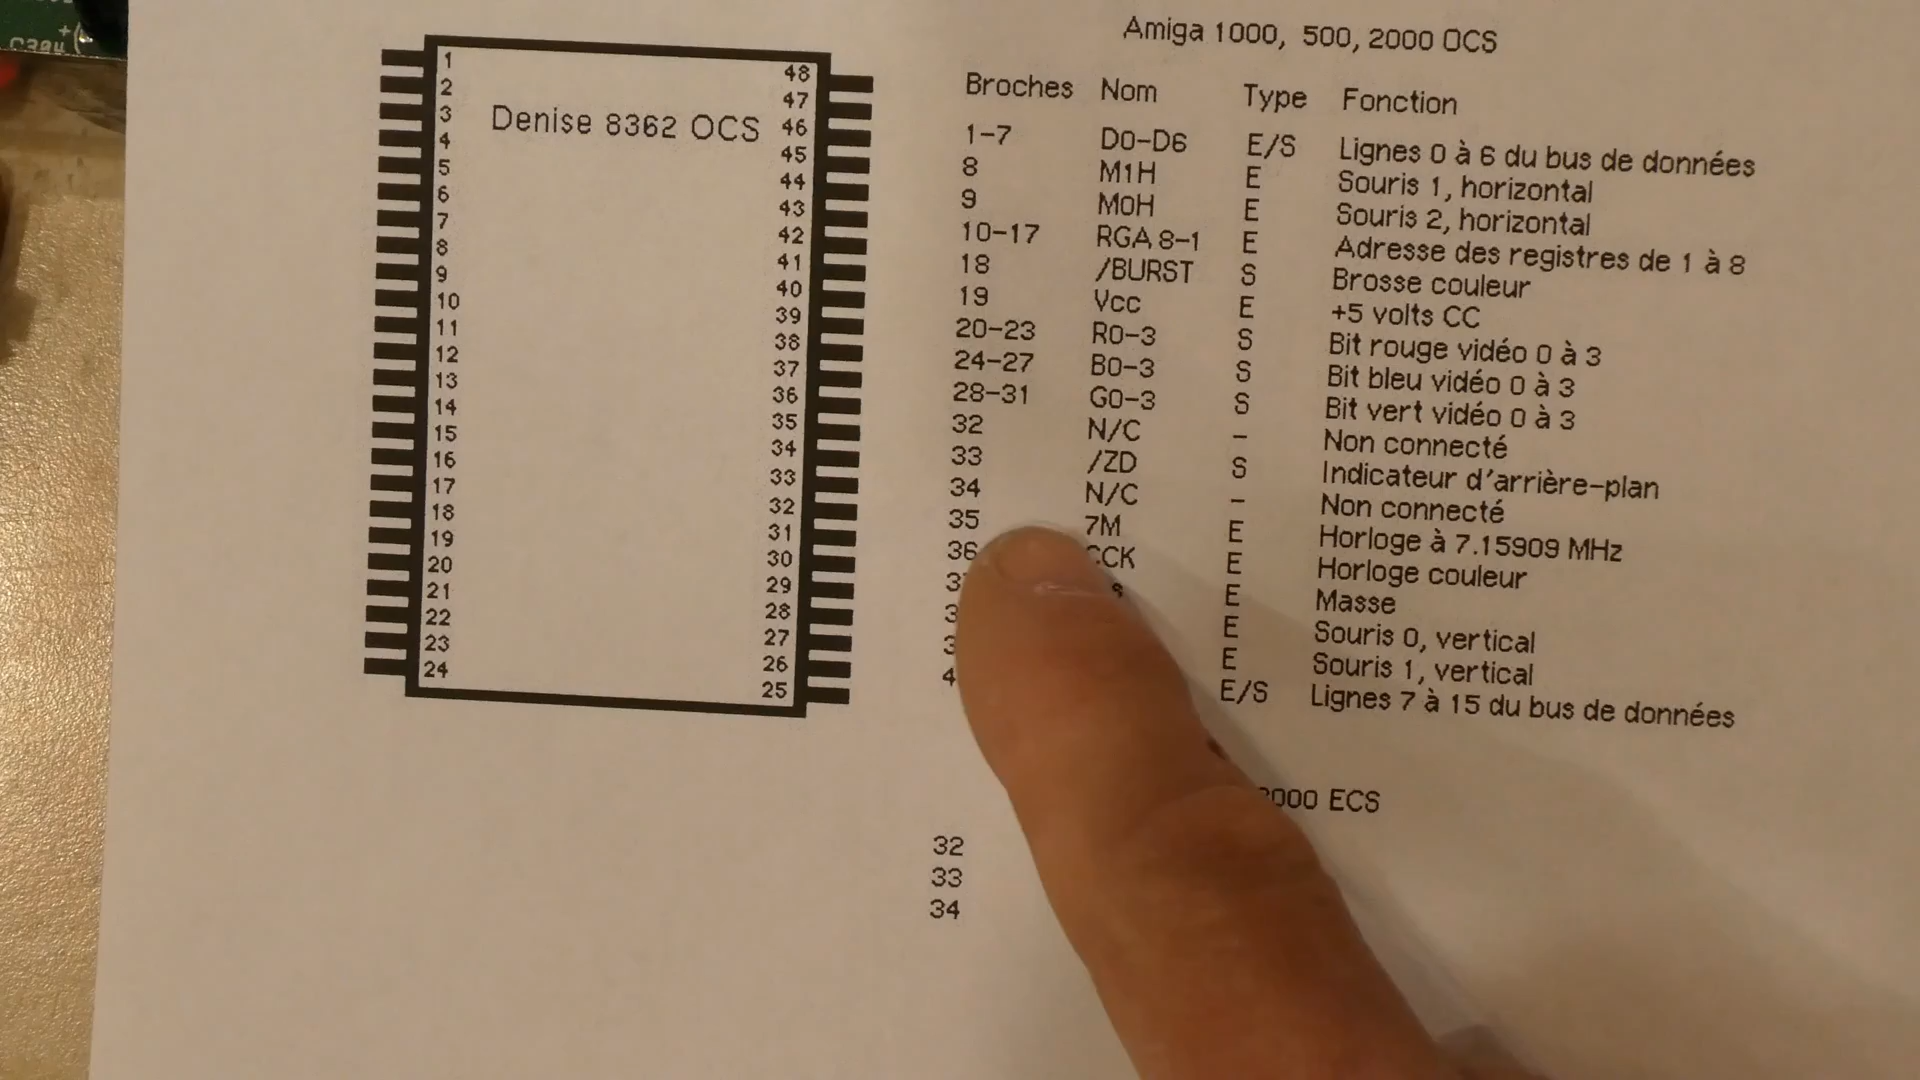 C304
Amiga 1000, 500, 2000 OCS
Denise 8362 OCS
1
2
3
4
5
6
7
8
9
10
11
12
13
14
15
16
17
18
19
20
21
22
23
24
48
47
46
45
44
43
42
41
40
39
38
37
36
35
34
33
32
31
30
29
28
27
26
25
Broches Nom Type Fonction
1-7 D0-D6 E/S Lignes 0 à 6 du bus de données
8 M1H E Souris 1, horizontal
9 M0H E Souris 2, horizontal
10-17 RGA 8-1 E Adresse des registres de 1 à 8
18 /BURST S Brosse couleur
19 Vcc E +5 volts CC
20-23 R0-3 S Bit rouge vidéo 0 à 3
24-27 B0-3 S Bit bleu vidéo 0 à 3
28-31 G0-3 S Bit vert vidéo 0 à 3
32 N/C - Non connecté
33 /ZD S Indicateur d'arrière-plan
34 N/C - Non connecté
35 7M E Horloge à 7.15909 MHz
36 CCK E Horloge couleur
E Masse
E Souris 0, vertical
E Souris 1, vertical
E/S Lignes 7 à 15 du bus de données
ECS
32
33
34